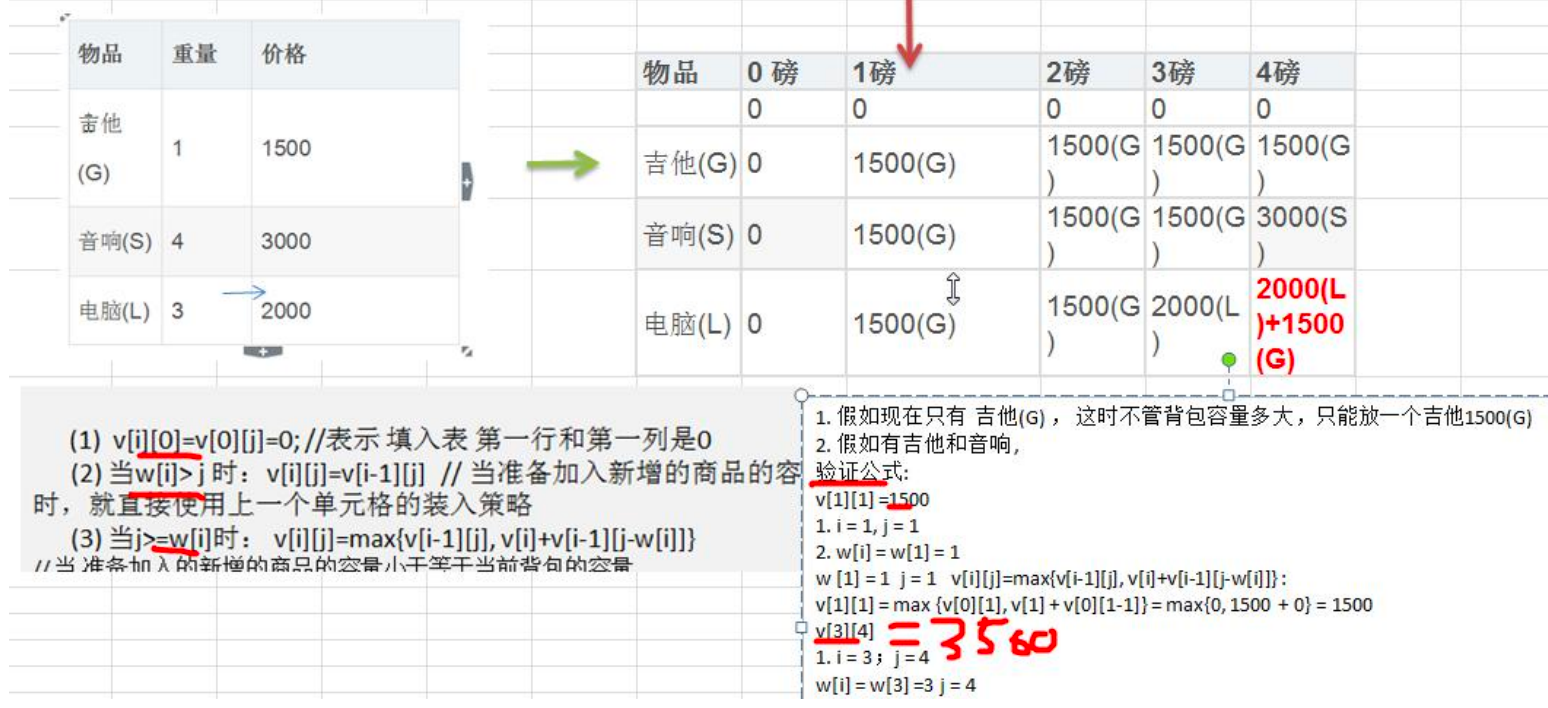 物品 重量 价格
吉他
(G) 1 1500
音响(S) 4 3000
电脑(L) 3 2000
物品 0 磅 1磅 2磅 3磅 4磅
0 0 0 0 0
吉他(G) 0 1500(G) 1500(G 1500(G 1500(G
) ) )
音响(S) 0 1500(G) 1500(G 1500(G 3000(S
) ) )
电脑(L) 0 1500(G) 1500(G 2000(L 2000(L
) ) )+1500
(G)
(1) v[i][0]=v[0][j]=0; //表示 填入表 第一行和第一列是0
(2) 当w[i]> j 时：v[i][j]=v[i-1][j] // 当准备加入新增的商品的容
时，就直接使用上一个单元格的装入策略
(3) 当j>=w[i]时： v[i][j]=max{v[i-1][j], v[i]+v[i-1][j-w[i]]}
// 当 准备加入的新增的商品的容量小于等于当前背包的容量
1. 假如现在只有 吉他(G) ，这时不管背包容量多大，只能放一个吉他1500(G)
2. 假如有吉他和音响,
验证公式:
v[1][1] =1500
1. i = 1, j = 1
2. w[i] = w[1] = 1
w [1] = 1 j = 1 v[i][j]=max{v[i-1][j], v[i]+v[i-1][j-w[i]]} :
v[1][1] = max {v[0][1], v[1] + v[0][1-1]} = max{0, 1500 + 0} = 1500
v[3][4] = 3500
1. i = 3；j = 4
w[i] = w[3] =3 j = 4